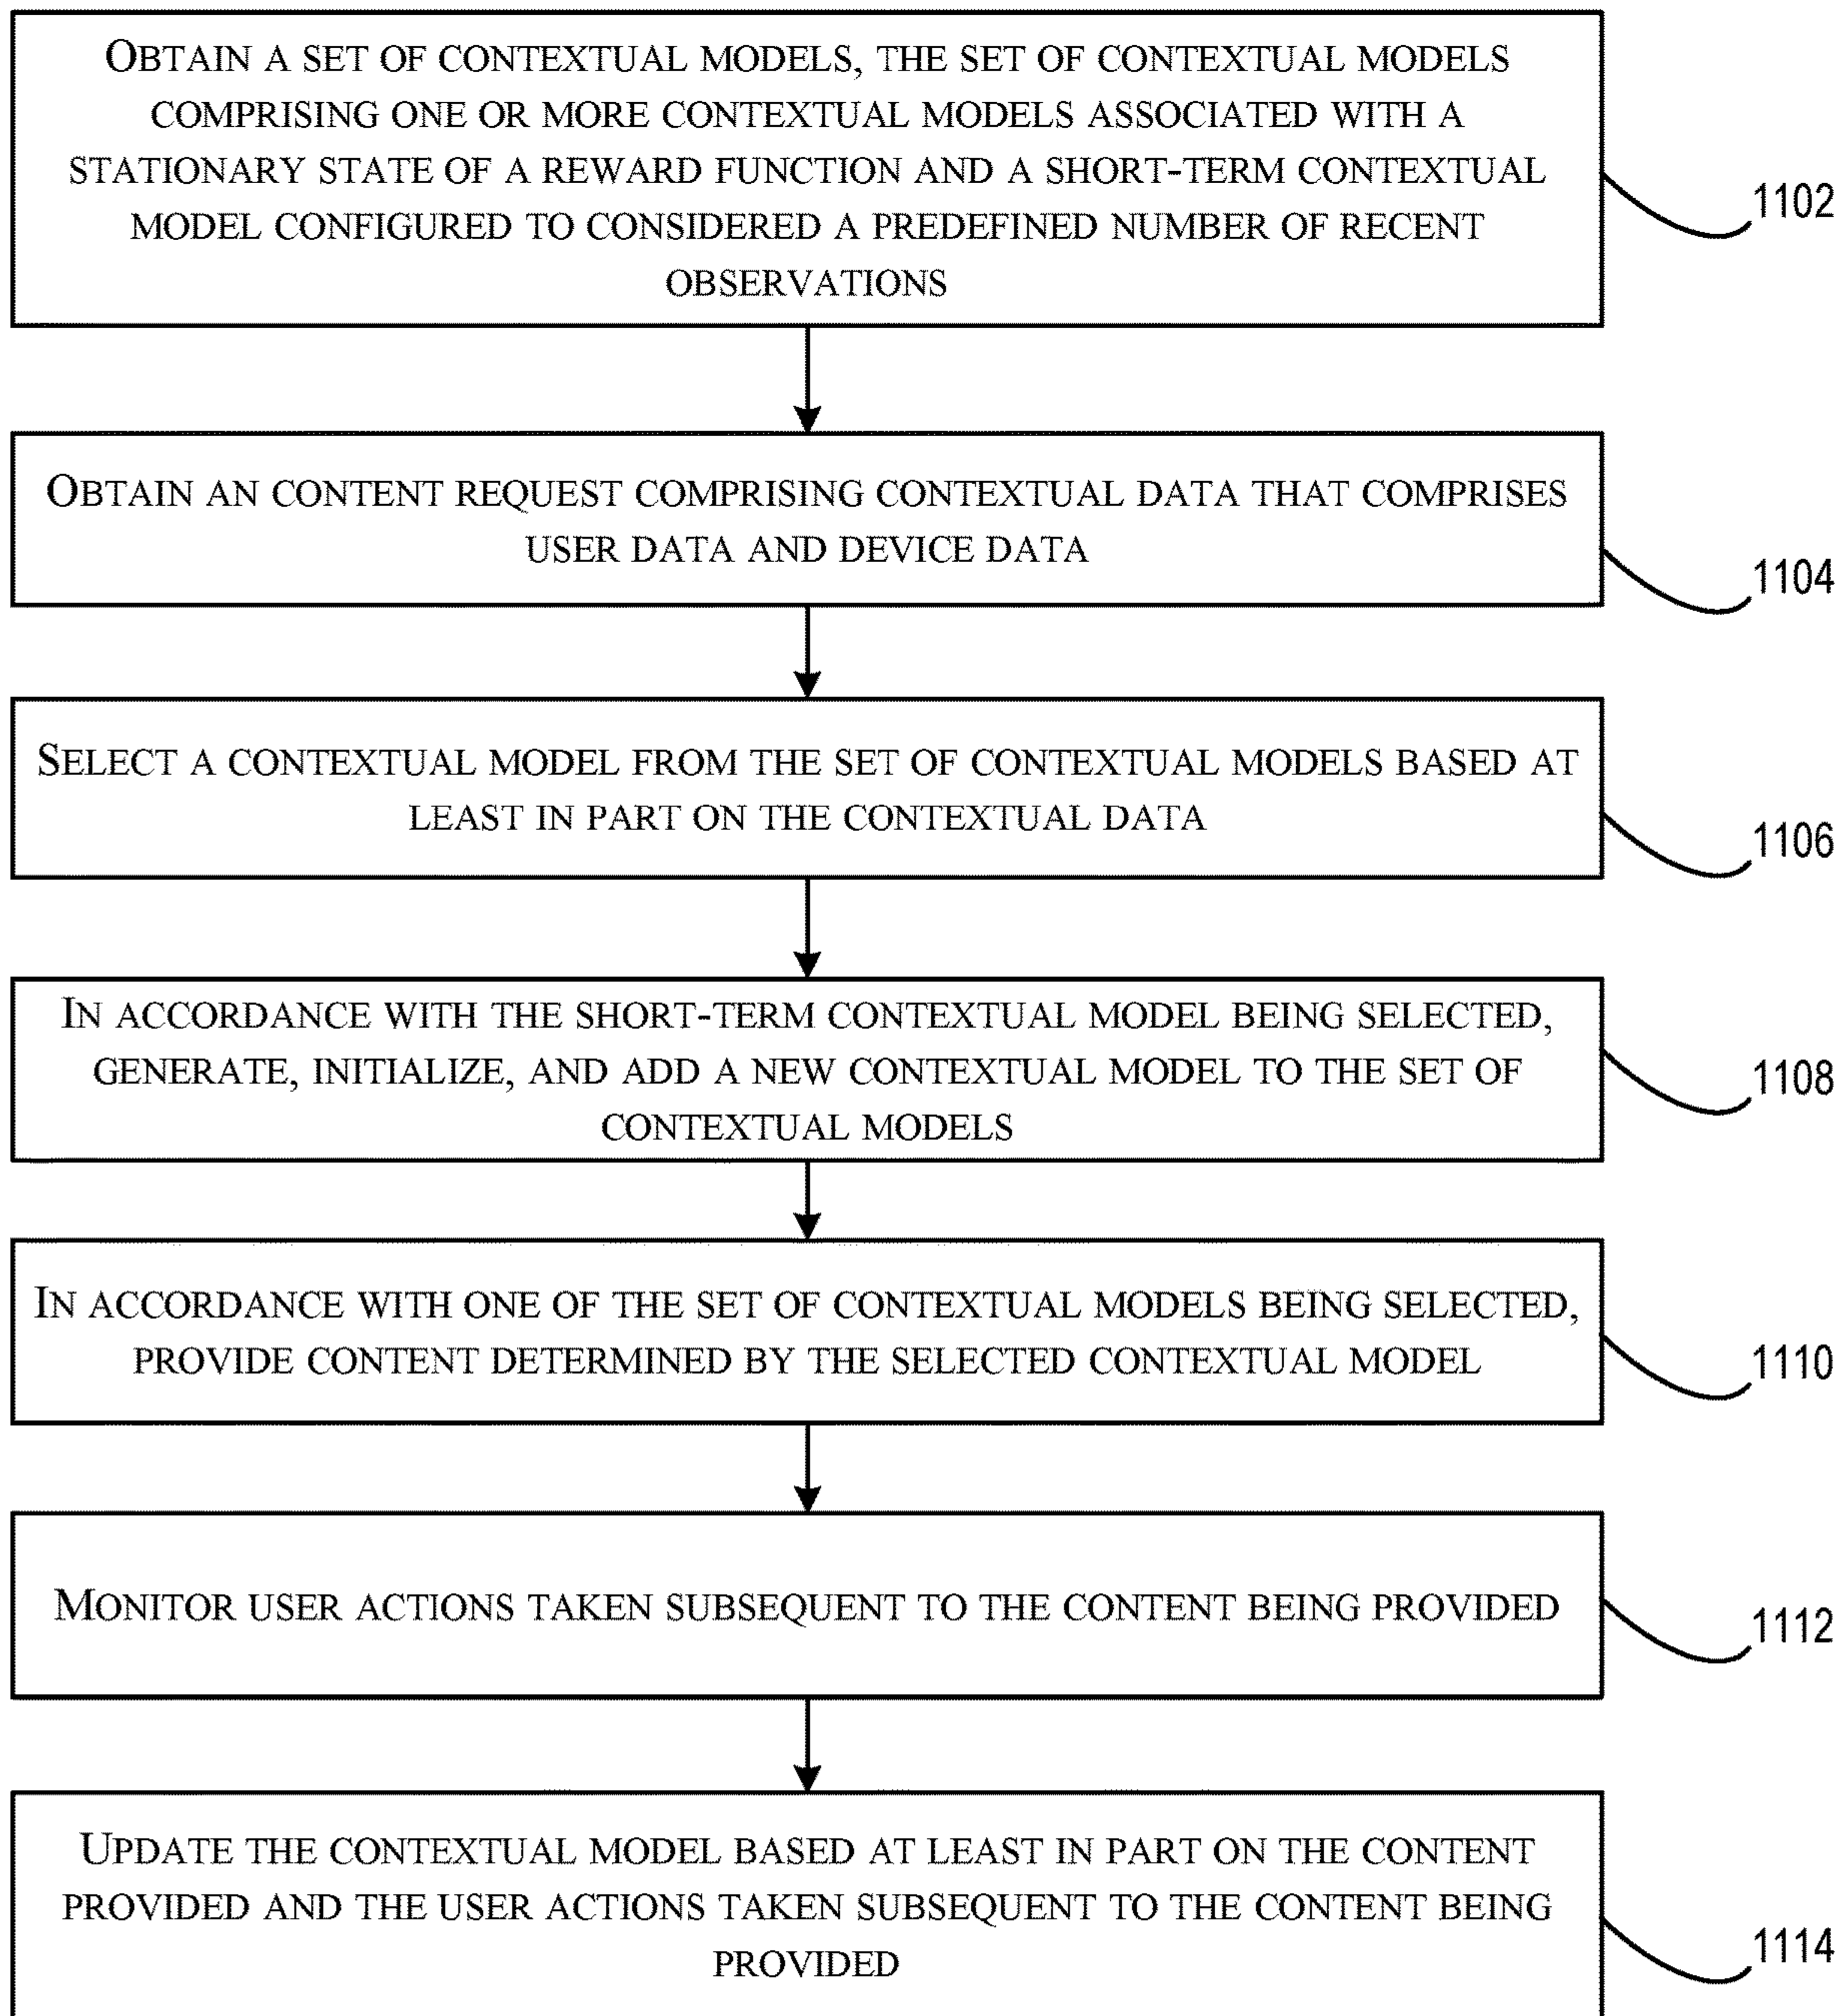 OBTAIN A SET OF CONTEXTUAL MODELS, THE SET OF CONTEXTUAL MODELS
COMPRISING ONE OR MORE CONTEXTUAL MODELS ASSOCIATED WITH A
STATIONARY STATE OF A REWARD FUNCTION AND A SHORT-TERM CONTEXTUAL
MODEL CONFIGURED TO CONSIDERED A PREDEFINED NUMBER OF RECENT
OBSERVATIONS
1102
OBTAIN AN CONTENT REQUEST COMPRISING CONTEXTUAL DATA THAT COMPRISES
USER DATA AND DEVICE DATA
1104
SELECT A CONTEXTUAL MODEL FROM THE SET OF CONTEXTUAL MODELS BASED AT
LEAST IN PART ON THE CONTEXTUAL DATA
1106
IN ACCORDANCE WITH THE SHORT-TERM CONTEXTUAL MODEL BEING SELECTED,
GENERATE, INITIALIZE, AND ADD A NEW CONTEXTUAL MODEL TO THE SET OF
CONTEXTUAL MODELS
1108
IN ACCORDANCE WITH ONE OF THE SET OF CONTEXTUAL MODELS BEING SELECTED,
PROVIDE CONTENT DETERMINED BY THE SELECTED CONTEXTUAL MODEL
1110
MONITOR USER ACTIONS TAKEN SUBSEQUENT TO THE CONTENT BEING PROVIDED
1112
UPDATE THE CONTEXTUAL MODEL BASED AT LEAST IN PART ON THE CONTENT
PROVIDED AND THE USER ACTIONS TAKEN SUBSEQUENT TO THE CONTENT BEING
PROVIDED
1114